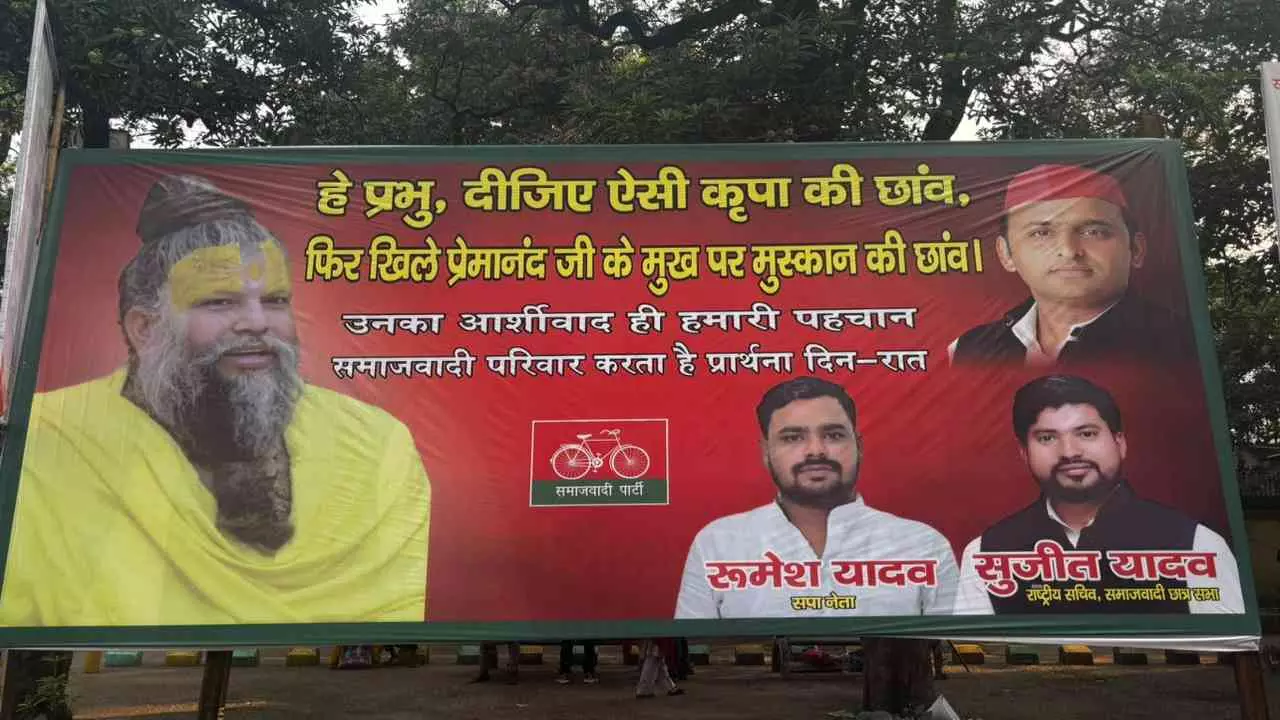 हे प्रभु, दीजिए ऐसी कृपा की छांव,
फिर खिले प्रेमानंद जी के मुख पर मुस्कान की छांव।
उनका आर्शीवाद ही हमारी पहचान
समाजवादी परिवार करता है प्रार्थना दिन-रात
समाजवादी पार्टी
रूमेश यादव
सपा नेता
सुजीत यादव
राष्ट्रीय सचिव, समाजवादी छात्र सभा